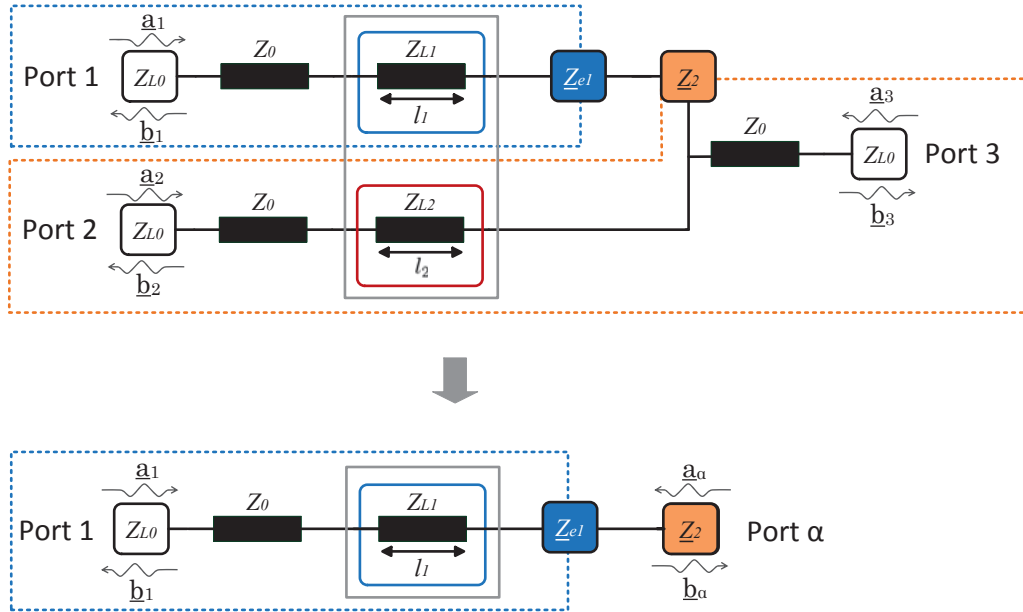 a1
Z0
ZL1
Port 1
ZL0
Ze1
Z2
l1
a3
b1
Z0
ZL0
Port 3
a2
Z0
ZL2
b3
Port 2
ZL0
l2
b2
a1
Z0
ZL1
aα
Port 1
ZL0
Ze1
Z2
Port α
l1
b1
bα